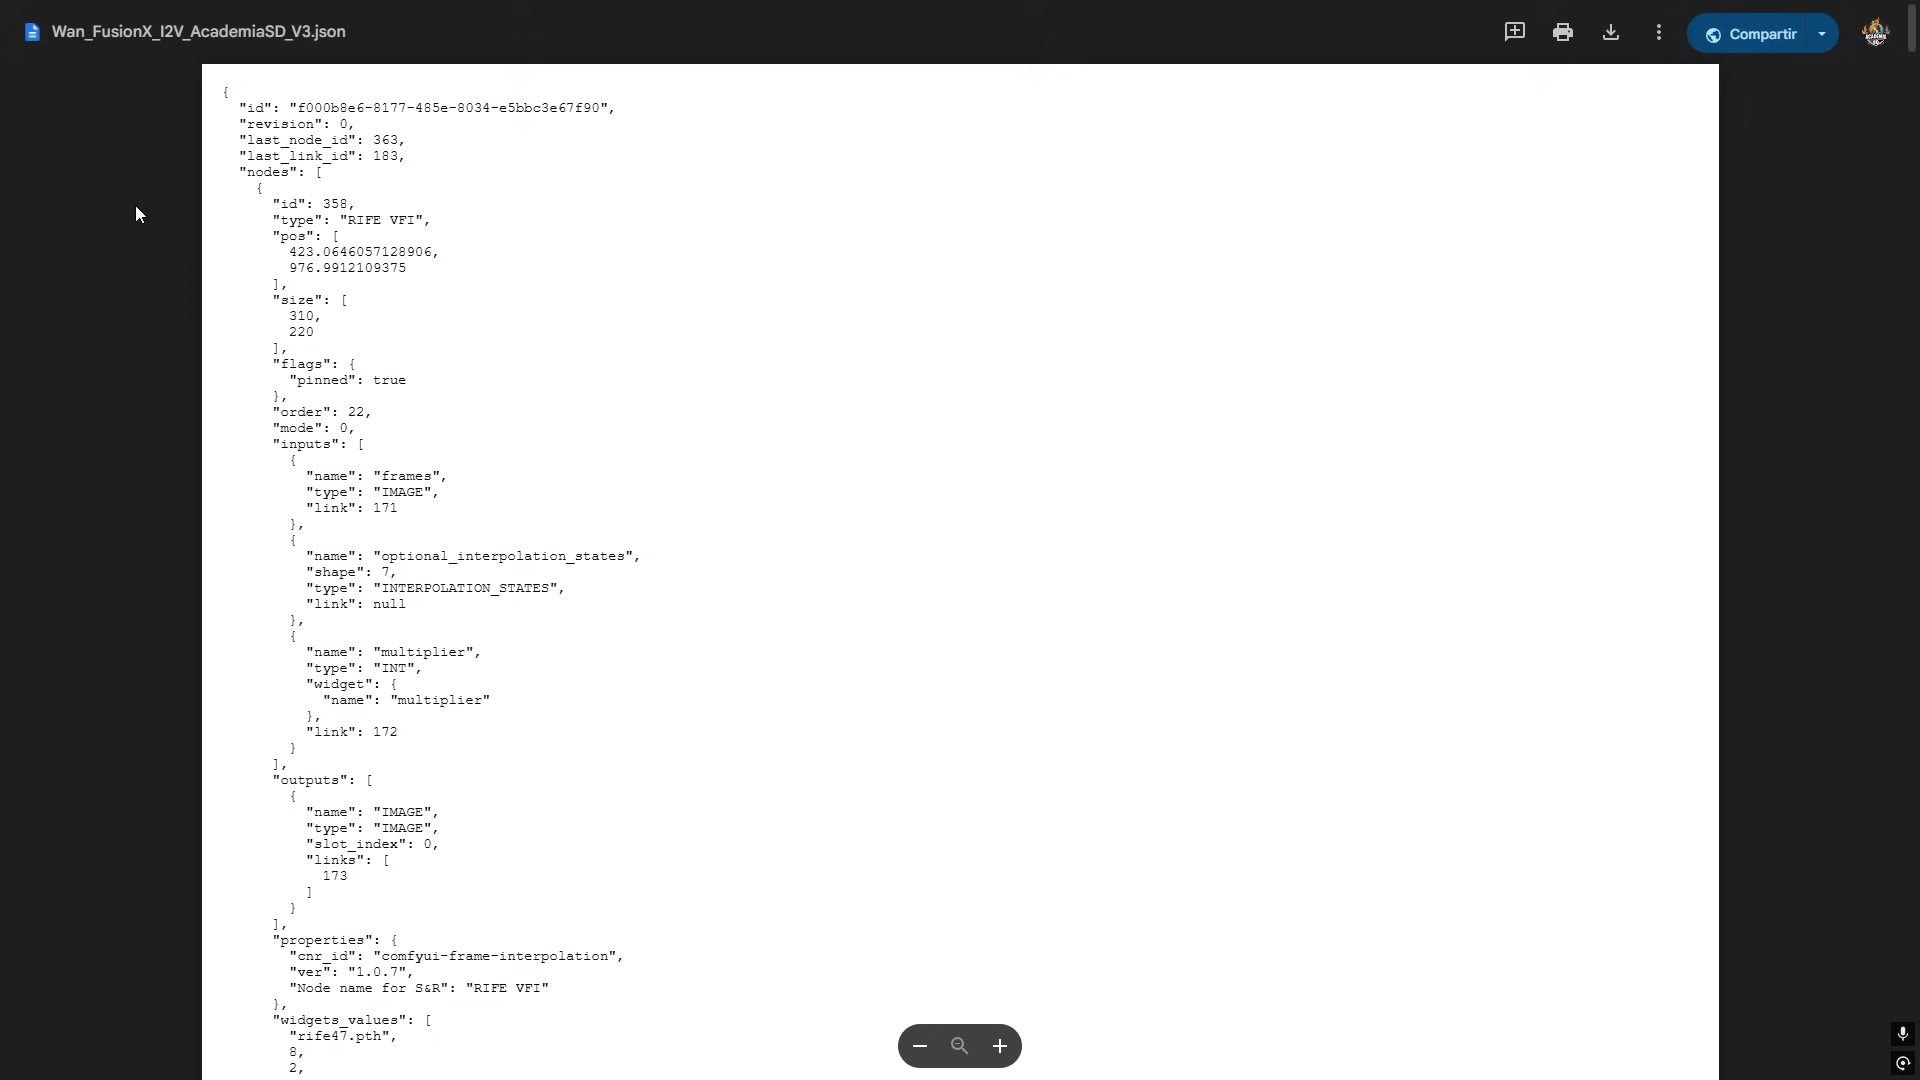 Wan_FusionX_I2V_AcademiaSD_V3.json
Compartir
{
"id": "f000b8e6-8177-485e-8034-e5bbc3e67f90",
"revision": 0,
"last_node_id": 363,
"last_link_id": 183,
"nodes": [
{
"id": 358,
"type": "RIFE VFI",
"pos": [
423.0646057128906,
976.9912109375
],
"size": [
310,
220
],
"flags": {
"pinned": true
},
"order": 22,
"mode": 0,
"inputs": [
{
"name": "frames",
"type": "IMAGE",
"link": 171
},
{
"name": "optional_interpolation_states",
"shape": 7,
"type": "INTERPOLATION_STATES",
"link": null
},
{
"name": "multiplier",
"type": "INT",
"widget": {
"name": "multiplier"
},
"link": 172
}
],
"outputs": [
{
"name": "IMAGE",
"type": "IMAGE",
"slot_index": 0,
"links": [
173
]
}
],
"properties": {
"cnr_id": "comfyui-frame-interpolation",
"ver": "1.0.7",
"Node name for S&R": "RIFE VFI"
},
"widgets_values": [
"rife47.pth",
8,
2,